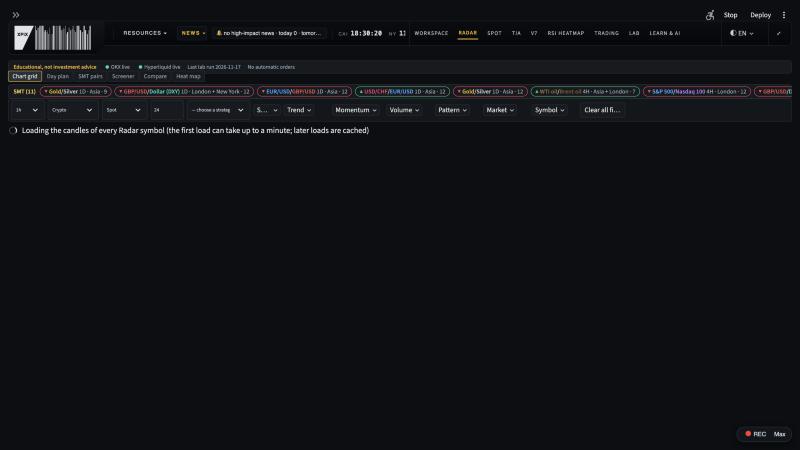 Stop Deploy
XPIX RESOURCES NEWS no high-impact news · today 0 · tomor... CAI 18:30:20 NY WORKSPACE RADAR SPOT TIA V7 RSI HEATMAP TRADING LAB LEARN & AI EN
Educational, not investment advice OKX live Hyperliquid live Last lab run 2026-11-17 No automatic orders
Chart grid Day plan SMT pairs Screener Compare Heat map
SMT (11) ▼ Gold/Silver 1D · Asia · 9 ▼ GBP/USD/Dollar (DXY) 1D · London + New York · 12 ▼ EUR/USD/GBP/USD 1D · Asia · 12 ▲ USD/CHF/EUR/USD 1D · Asia · 12 ▼ Gold/Silver 1D · Asia · 12 ▲ WTI oil/Brent oil 4H · Asia + London · 7 ▼ S&P 500/Nasdaq 100 4H · London · 12 ▼ GBP/USD/
1h Crypto Spot 24 — choose a strateg S... Trend Momentum Volume Pattern Market Symbol Clear all fi...
Loading the candles of every Radar symbol (the first load can take up to a minute; later loads are cached)
REC Max